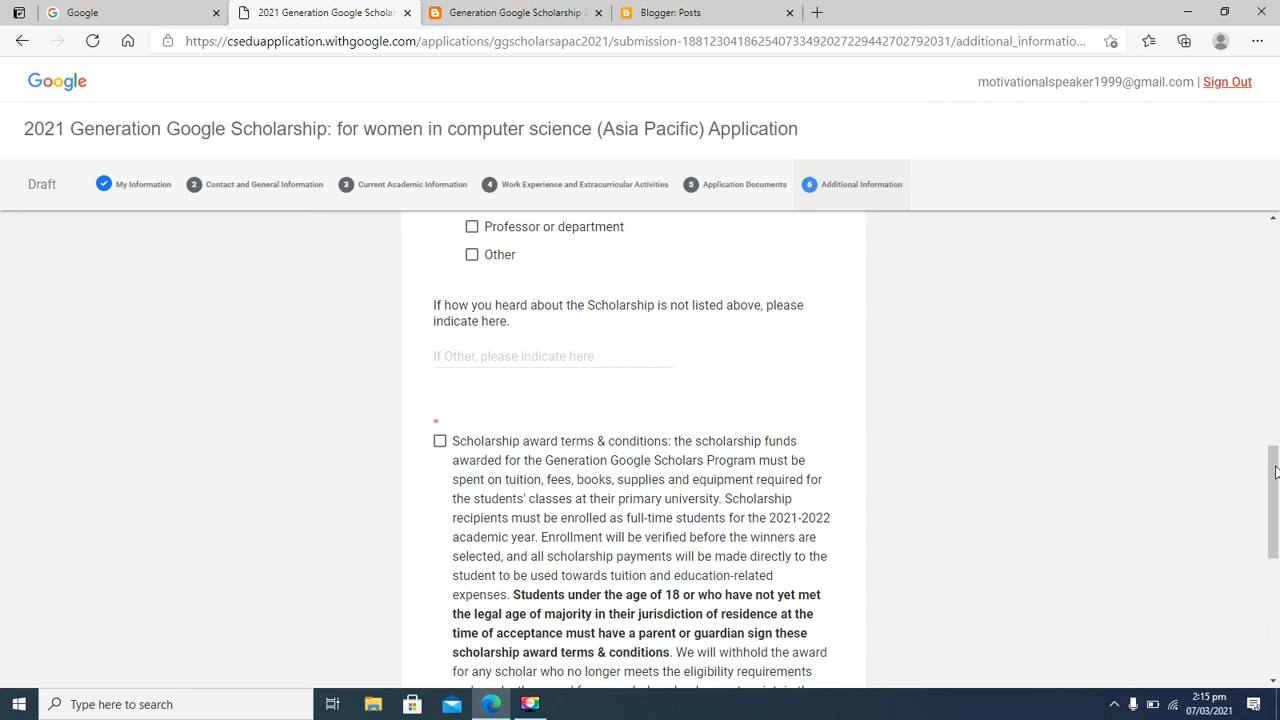 Google
2021 Generation Google Scholar
Generation Google Scholarship 2
Blogger: Posts
https://cseduapplication.withgoogle.com/applications/ggscholarsapac2021/submission-18812304186254073349202722944270279​2031/additional_informatio...
Google
motivationalspeaker1999@gmail.com | Sign Out
2021 Generation Google Scholarship: for women in computer science (Asia Pacific) Application
Draft
My Information
2 Contact and General Information
3 Current Academic Information
4 Work Experience and Extracurricular Activities
5 Application Documents
6 Additional Information
Professor or department
Other
If how you heard about the Scholarship is not listed above, please
indicate here.
If Other, please indicate here
*
Scholarship award terms & conditions: the scholarship funds
awarded for the Generation Google Scholars Program must be
spent on tuition, fees, books, supplies and equipment required for
the students' classes at their primary university. Scholarship
recipients must be enrolled as full-time students for the 2021-2022
academic year. Enrollment will be verified before the winners are
selected, and all scholarship payments will be made directly to the
student to be used towards tuition and education-related
expenses. Students under the age of 18 or who have not yet met
the legal age of majority in their jurisdiction of residence at the
time of acceptance must have a parent or guardian sign these
scholarship award terms & conditions. We will withhold the award
for any scholar who no longer meets the eligibility requirements
Type here to search
2:15 pm
07/03/2021